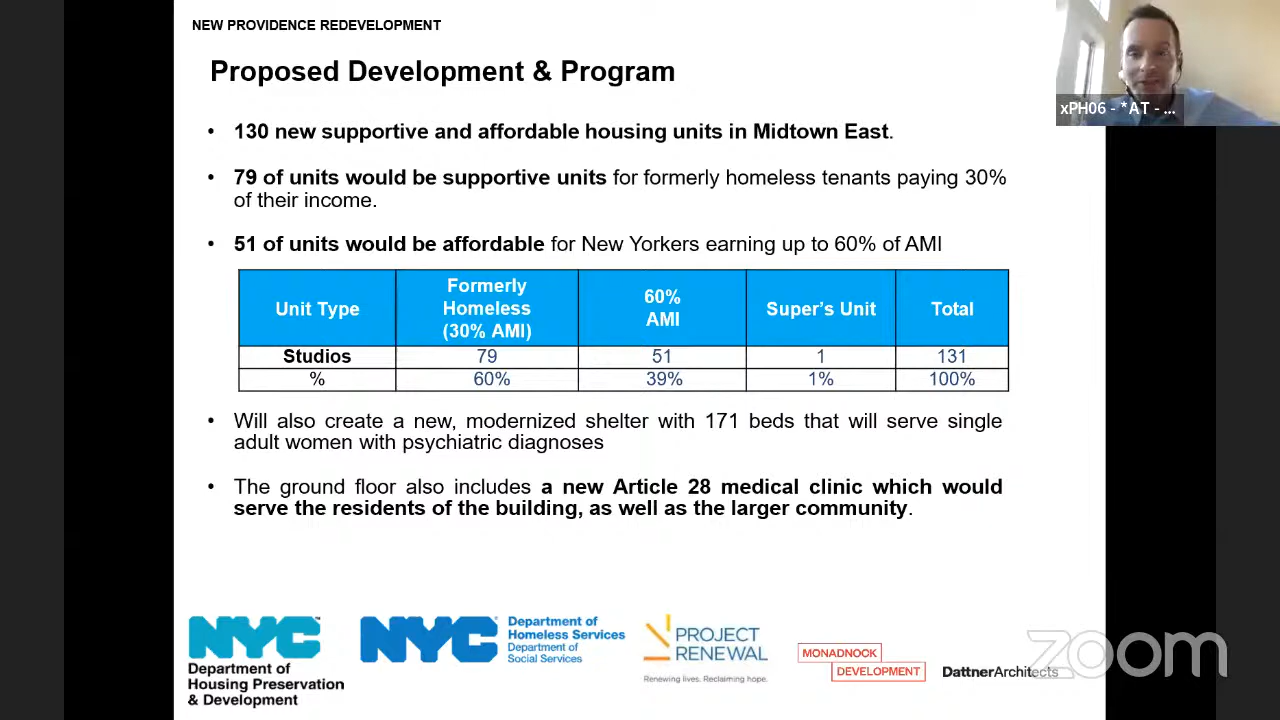 NEW PROVIDENCE REDEVELOPMENT
Proposed Development & Program
xPH06 - *AT - ...
• 130 new supportive and affordable housing units in Midtown East.
• 79 of units would be supportive units for formerly homeless tenants paying 30%
of their income.
• 51 of units would be affordable for New Yorkers earning up to 60% of AMI
Unit Type Formerly Homeless (30% AMI) 60% AMI Super's Unit Total
Studios 79 51 1 131
% 60% 39% 1% 100%
• Will also create a new, modernized shelter with 171 beds that will serve single
adult women with psychiatric diagnoses
• The ground floor also includes a new Article 28 medical clinic which would
serve the residents of the building, as well as the larger community.
NYC
Department of
Housing Preservation
& Development
NYC
Department of
Homeless Services
Department of
Social Services
PROJECT
RENEWAL
Renewing lives. Reclaiming hope.
MONADNOCK
DEVELOPMENT
DattnerArchitects
zoom